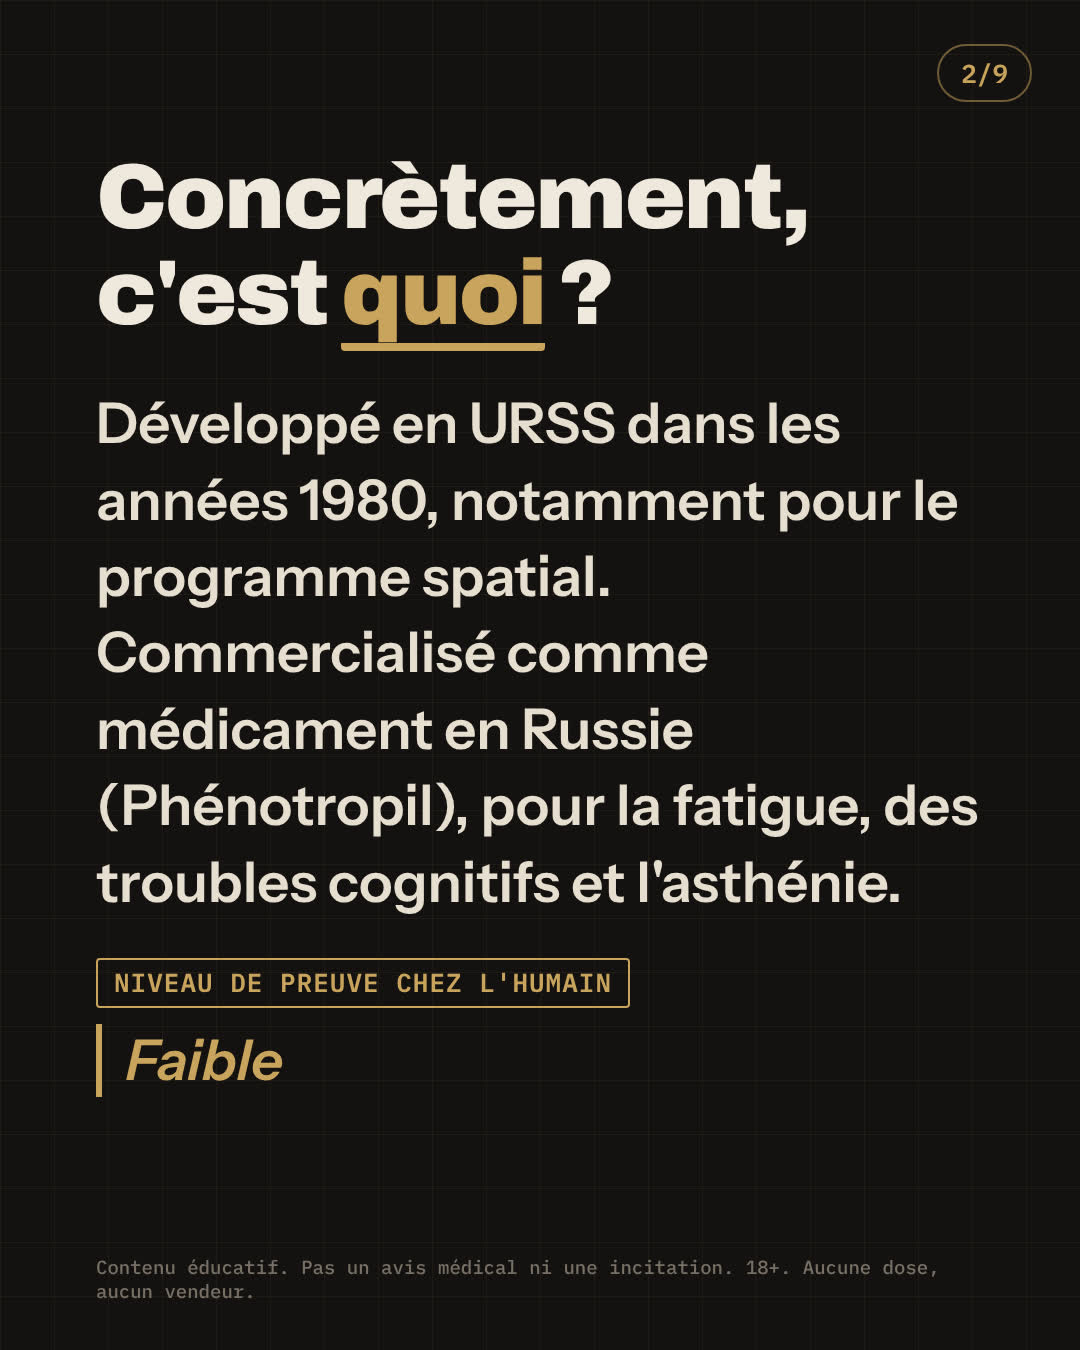 2/9
Concrètement,
c'est quoi ?
Développé en URSS dans les
années 1980, notamment pour le
programme spatial.
Commercialisé comme
médicament en Russie
(Phénotropil), pour la fatigue, des
troubles cognitifs et l'asthénie.
NIVEAU DE PREUVE CHEZ L'HUMAIN
Faible
Contenu éducatif. Pas un avis médical ni une incitation. 18+. Aucune dose,
aucun vendeur.